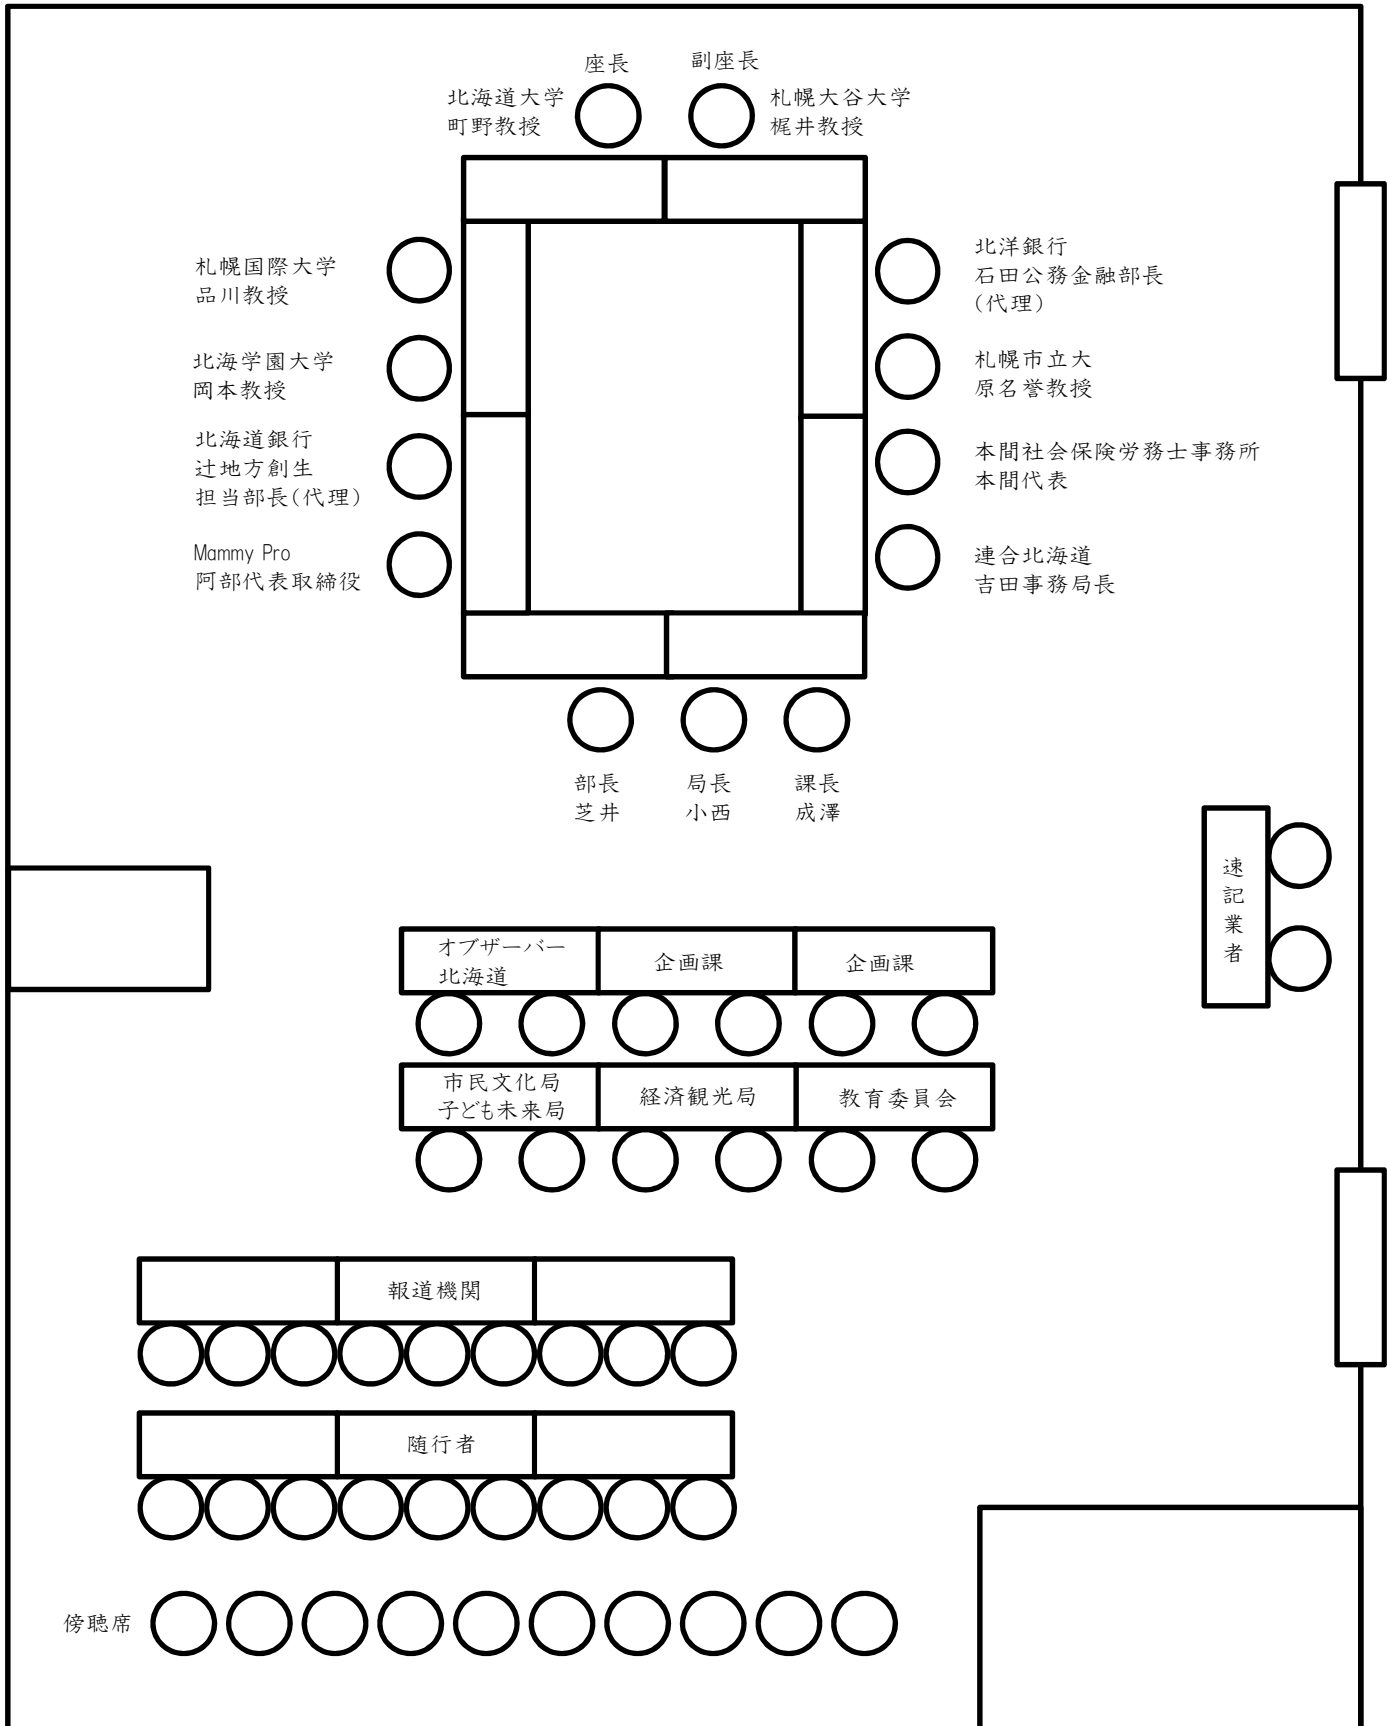 座長
副座長
北海道大学
町野教授
札幌大谷大学
梶井教授
札幌国際大学
品川教授
北海学園大学
岡本教授
北海道銀行
辻地方創生
担当部長(代理)
Mammy Pro
阿部代表取締役
北洋銀行
石田公務金融部長
(代理)
札幌市立大
原名誉教授
本間社会保険労務士事務所
本間代表
連合北海道
吉田事務局長
部長
芝井
局長
小西
課長
成澤
速記業者
オブザーバー
北海道
企画課
企画課
市民文化局
子ども未来局
経済観光局
教育委員会
報道機関
随行者
傍聴席